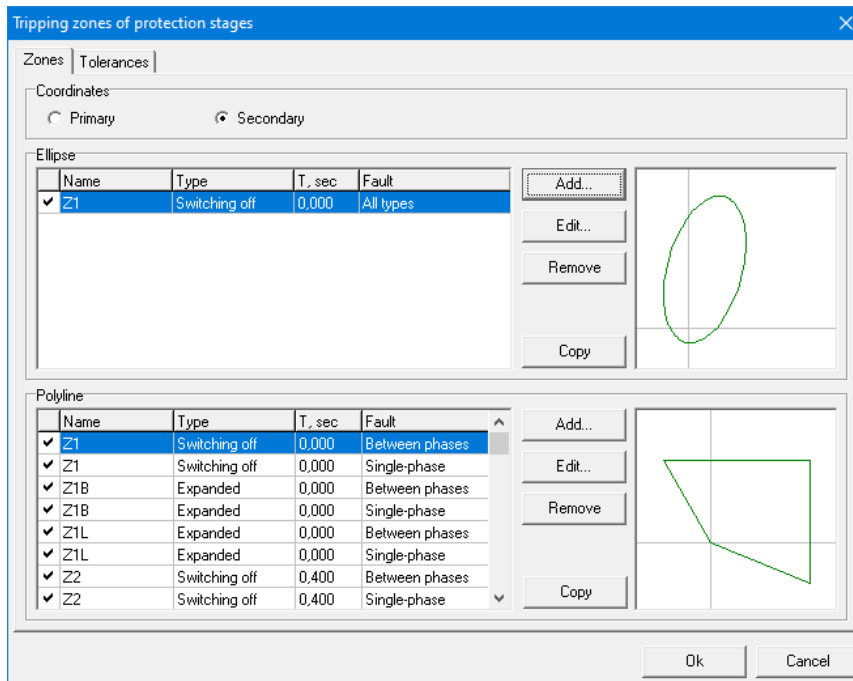 Tripping zones of protection stages
Zones Tolerances
Coordinates
Primary Secondary
Ellipse
Name Type T, sec Fault
Z1 Switching off 0,000 All types
Add...
Edit...
Remove
Copy
Polyline
Name Type T, sec Fault
Z1 Switching off 0,000 Between phases
Z1 Switching off 0,000 Single-phase
Z1B Expanded 0,000 Between phases
Z1B Expanded 0,000 Single-phase
Z1L Expanded 0,000 Between phases
Z1L Expanded 0,000 Single-phase
Z2 Switching off 0,400 Between phases
Z2 Switching off 0,400 Single-phase
Add...
Edit...
Remove
Copy
Ok Cancel